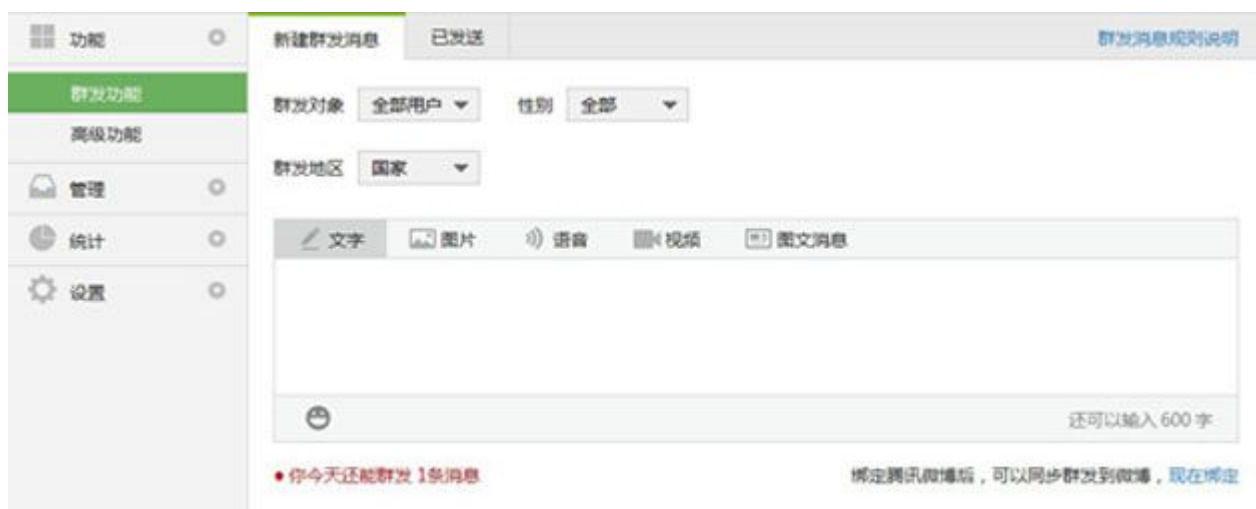 功能
群发功能
高级功能
管理
统计
设置
新建群发消息 已发送 群发消息规则说明
群发对象 全部用户 性别 全部
群发地区 国家
文字 图片 语音 视频 图文消息
还可以输入 600 字
你今天还能群发 1条消息
绑定腾讯微博后，可以同步群发到微博，现在绑定